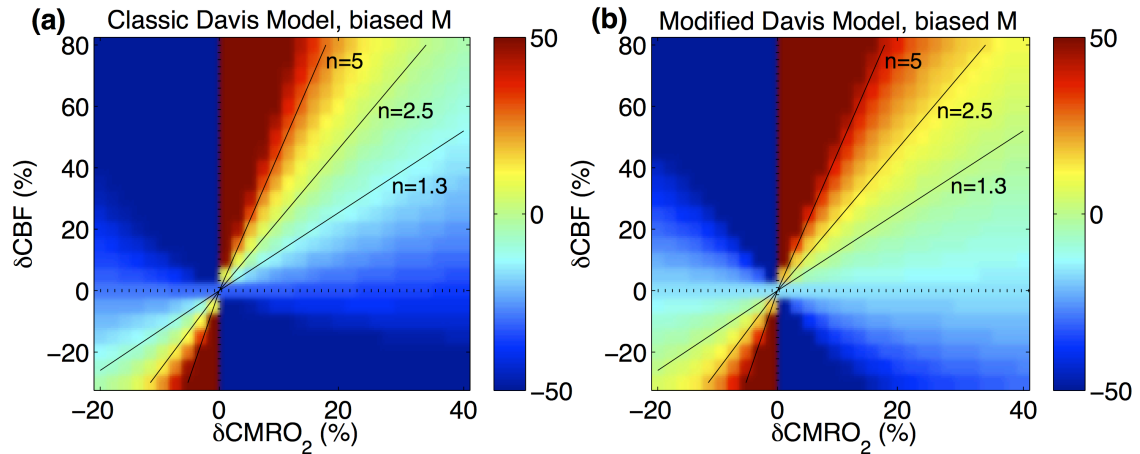 (a) Classic Davis Model, biased M
80
60
40
20
0
−20
−20 0 20 40
δCBF (%)
δCMRO2 (%)
n=5
n=2.5
n=1.3
50
0
−50
(b) Modified Davis Model, biased M
80
60
40
20
0
−20
−20 0 20 40
δCBF (%)
δCMRO2 (%)
n=5
n=2.5
n=1.3
50
0
−50